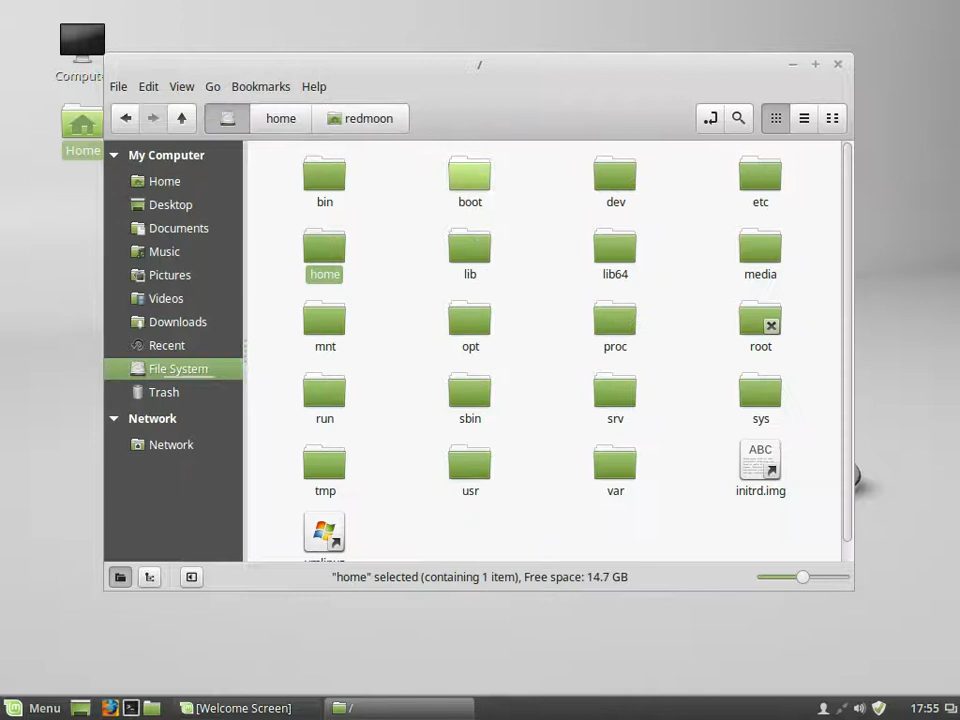 Comput
Home
/
File Edit View Go Bookmarks Help
home redmoon
My Computer
Home
Desktop
Documents
Music
Pictures
Videos
Downloads
Recent
File System
Trash
Network
Network
bin boot dev etc
home lib lib64 media
mnt opt proc root
run sbin srv sys
ABC
tmp usr var initrd.img
"home" selected (containing 1 item), Free space: 14.7 GB
Menu [Welcome Screen] / 17:55